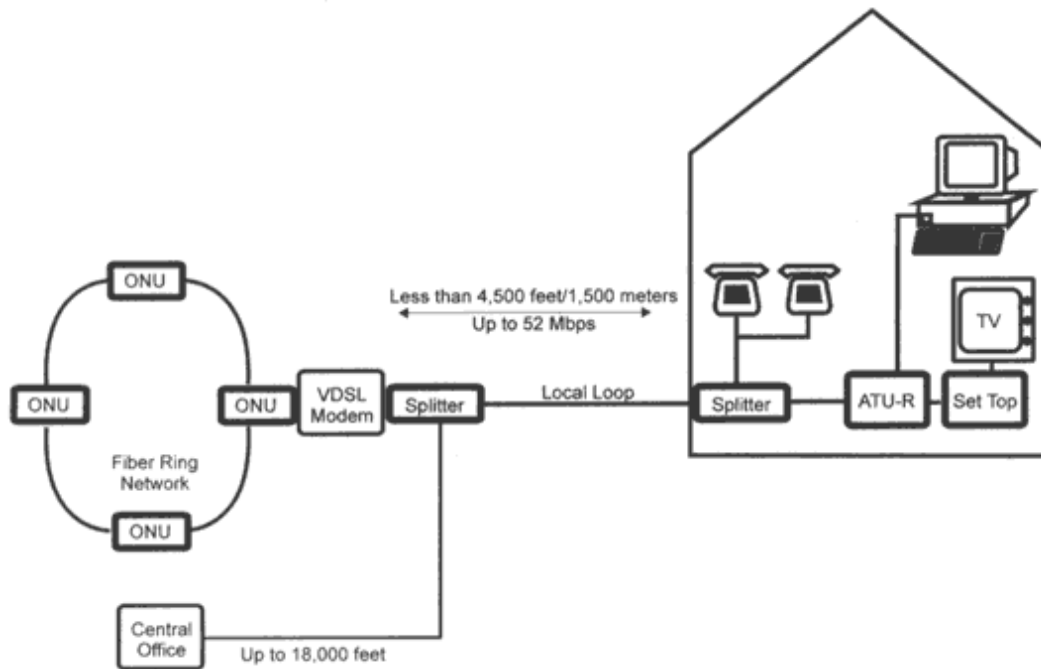 ONU
Less than 4,500 feet/1,500 meters
Up to 52 Mbps
TV
ONU
ONU
VDSL
Modem
Splitter
Local Loop
Splitter
ATU-R
Set Top
Fiber Ring
Network
ONU
Central
Office
Up to 18,000 feet